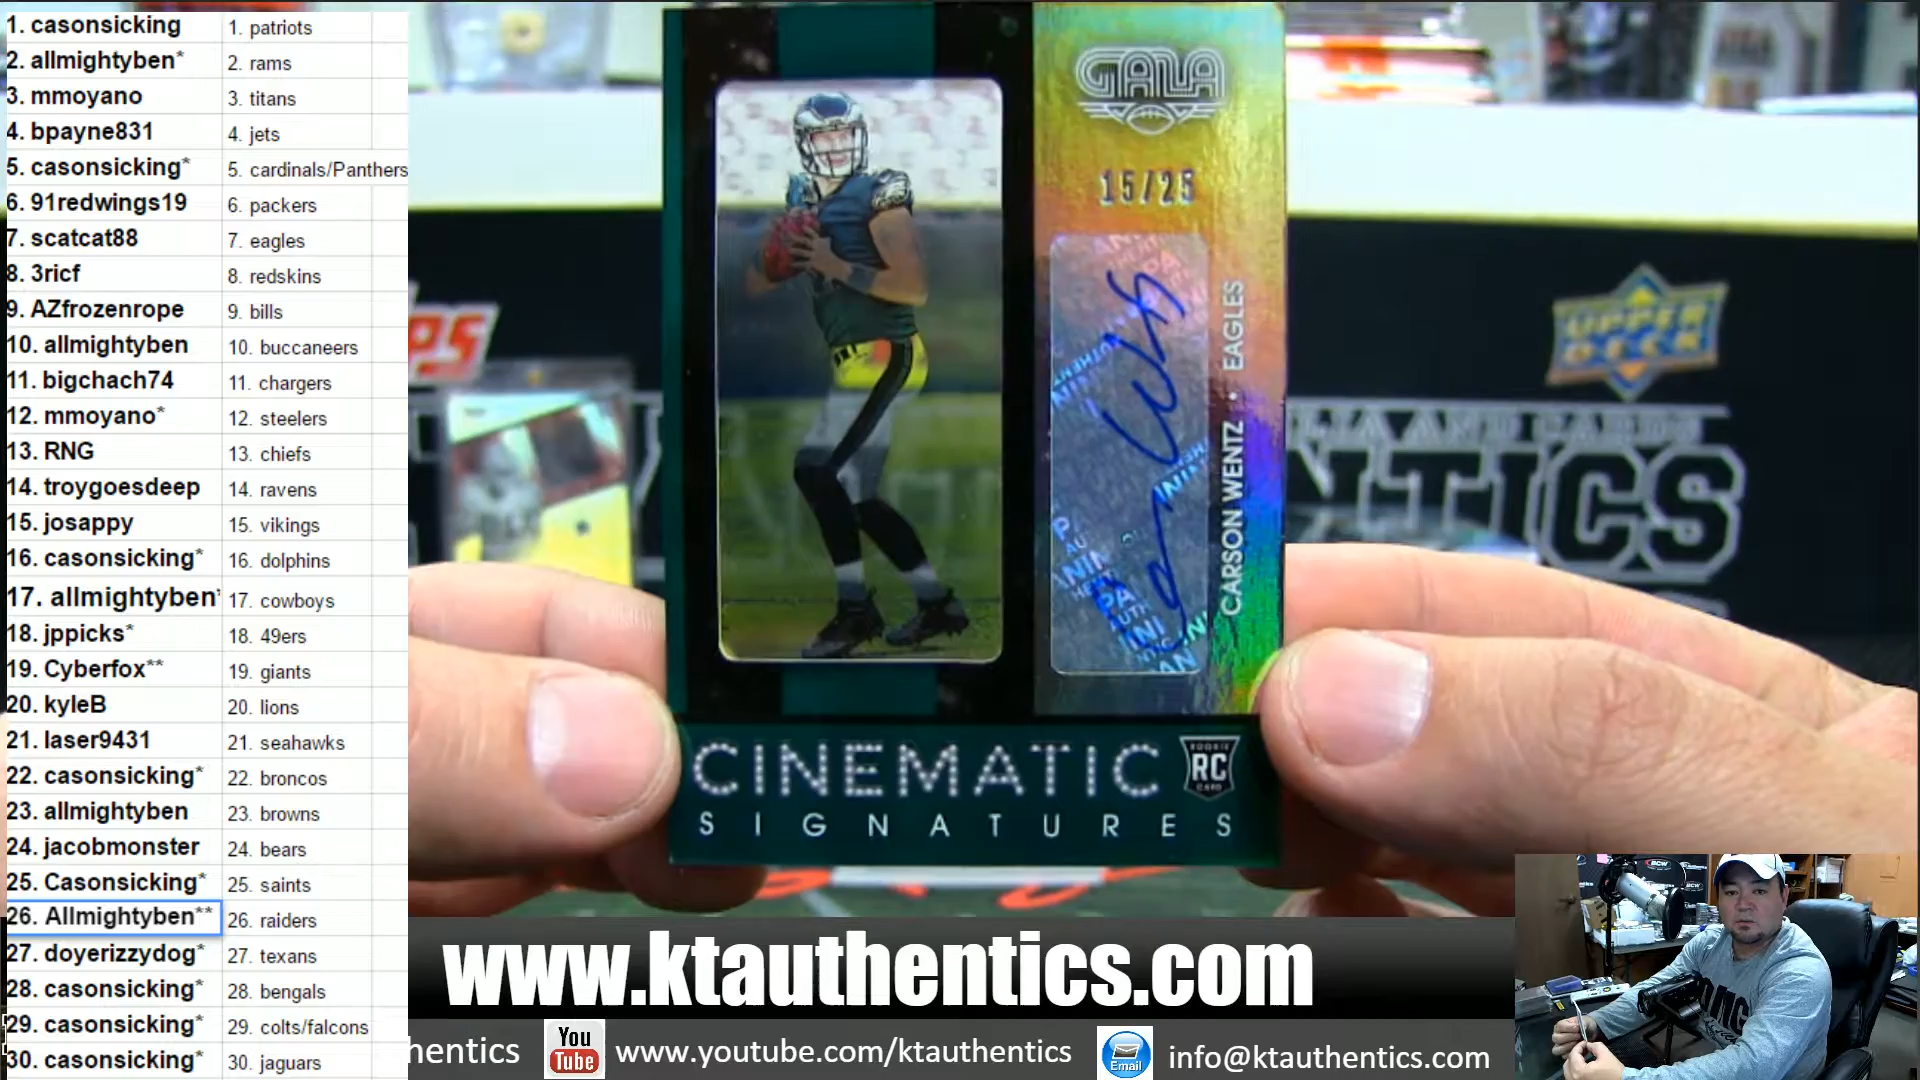 1. casonsicking
1. patriots
2. allmightyben*
2. rams
3. mmoyano
3. titans
4. bpayne831
4. jets
5. casonsicking*
5. cardinals/Panthers
6. 91redwings19
6. packers
7. scatcat88
7. eagles
8. 3ricf
8. redskins
9. AZfrozenrope
9. bills
10. allmightyben
10. buccaneers
11. bigchach74
11. chargers
12. mmoyano*
12. steelers
13. RNG
13. chiefs
14. troygoesdeep
14. ravens
15. josappy
15. vikings
16. casonsicking*
16. dolphins
17. allmightyben*
17. cowboys
18. jppicks*
18. 49ers
19. Cyberfox**
19. giants
20. kyleB
20. lions
21. laser9431
21. seahawks
22. casonsicking*
22. broncos
23. allmightyben
23. browns
24. jacobmonster
24. bears
25. Casonsicking*
25. saints
26. Allmightyben**
26. raiders
27. doyerizzydog*
27. texans
28. casonsicking*
28. bengals
29. casonsicking*
29. colts/falcons
30. casonsicking*
30. jaguars
GALA
15/25
CARSON WENTZ • EAGLES
CINEMATIC
ROOKIE
RC
CARD
SIGNATURES
UPPER
DECK
NTICS
www.ktauthentics.com
hentics
You
Tube
www.youtube.com/ktauthentics
Email
info@ktauthentics.com